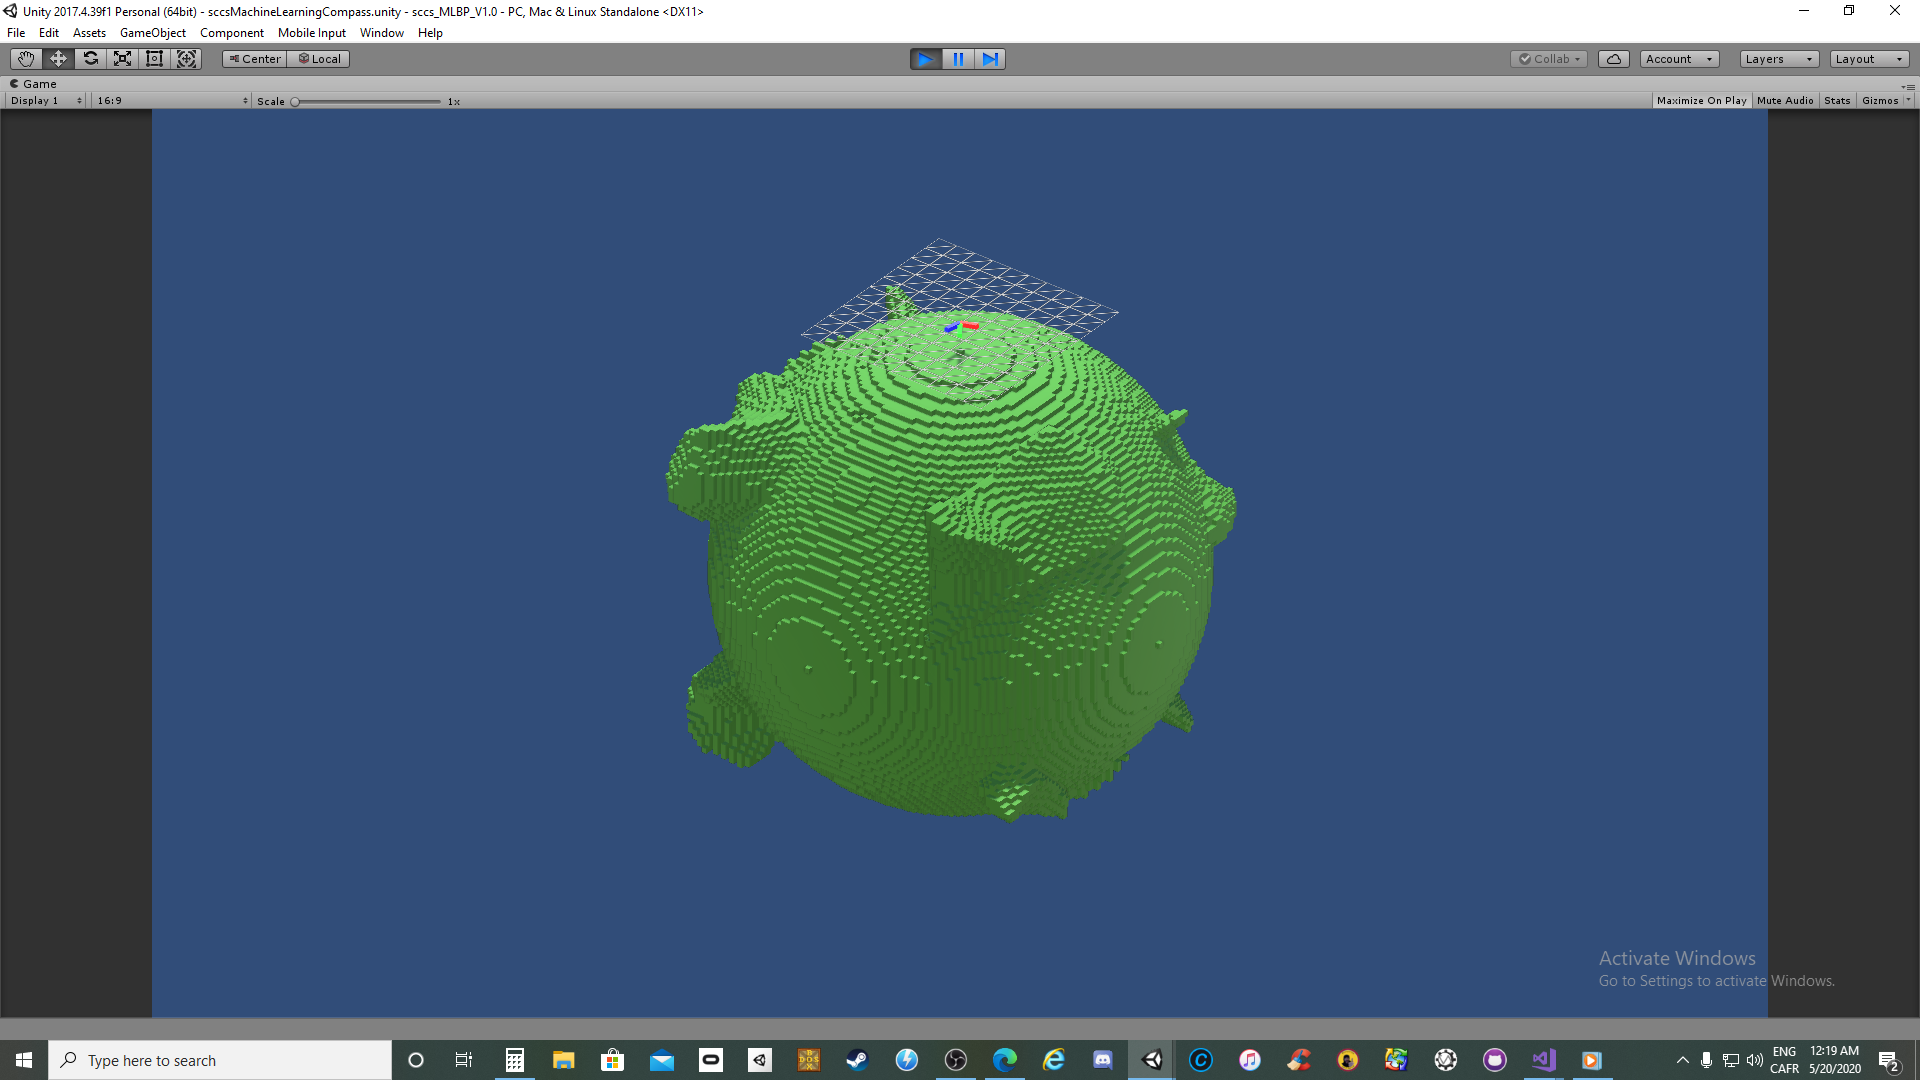 Unity 2017.4.39f1 Personal (64bit) - sccsMachineLearningCompass.unity - sccs_MLBP_V1.0 - PC, Mac & Linux Standalone <DX11>
File Edit Assets GameObject Component Mobile Input Window Help
Center Local Collab Account Layers Layout
Game
Display 1 16:9 Scale 1x Maximize On Play Mute Audio Stats Gizmos
Activate Windows
Go to Settings to activate Windows.
Type here to search
ENG 12:19 AM
CAFR 5/20/2020 2